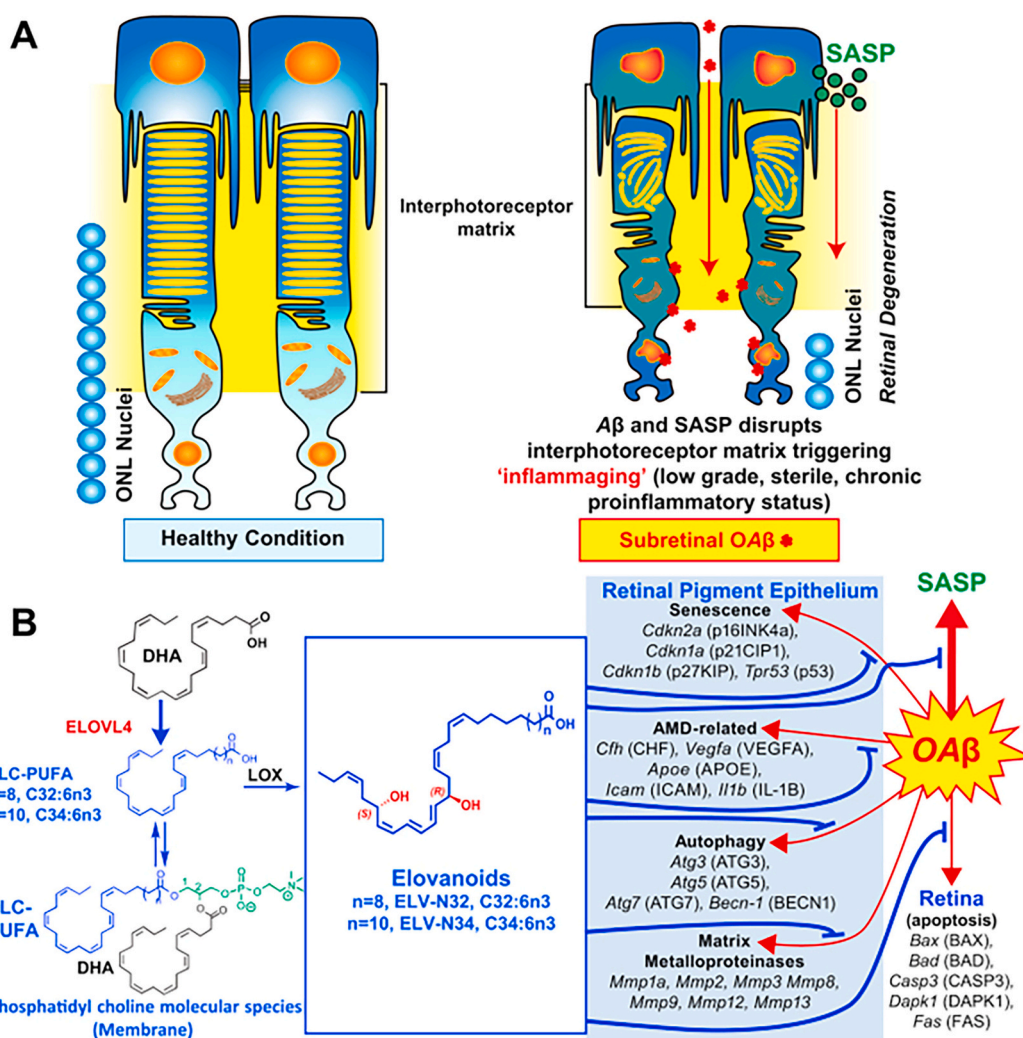 A
SASP
Interphotoreceptor
matrix
ONL Nuclei
ONL Nuclei
Retinal Degeneration
Aβ and SASP disrupts
interphotoreceptor matrix triggering
‘inflammaging’ (low grade, sterile, chronic
proinflammatory status)
Healthy Condition
Subretinal OAβ
B
DHA
O
OH
ELOVL4
O
OH
n
LC-PUFA
=8, C32:6n3
=10, C34:6n3
LOX
LC-
UFA
O
n
O
1
2
O
O
P
O
O⊖
O
N
⊕
O
DHA
hosphatidyl choline molecular species
(Membrane)
O
OH
n
OH
(S)
(R)
OH
Elovanoids
n=8, ELV-N32, C32:6n3
n=10, ELV-N34, C34:6n3
Retinal Pigment Epithelium
Senescence
Cdkn2a (p16INK4a),
Cdkn1a (p21CIP1),
Cdkn1b (p27KIP), Tpr53 (p53)
AMD-related
Cfh (CHF), Vegfa (VEGFA),
Apoe (APOE),
Icam (ICAM), Il1b (IL-1B)
Autophagy
Atg3 (ATG3),
Atg5 (ATG5),
Atg7 (ATG7), Becn-1 (BECN1)
Matrix
Metalloproteinases
Mmp1a, Mmp2, Mmp3 Mmp8,
Mmp9, Mmp12, Mmp13
SASP
OAβ
Retina
(apoptosis)
Bax (BAX),
Bad (BAD),
Casp3 (CASP3),
Dapk1 (DAPK1),
Fas (FAS)